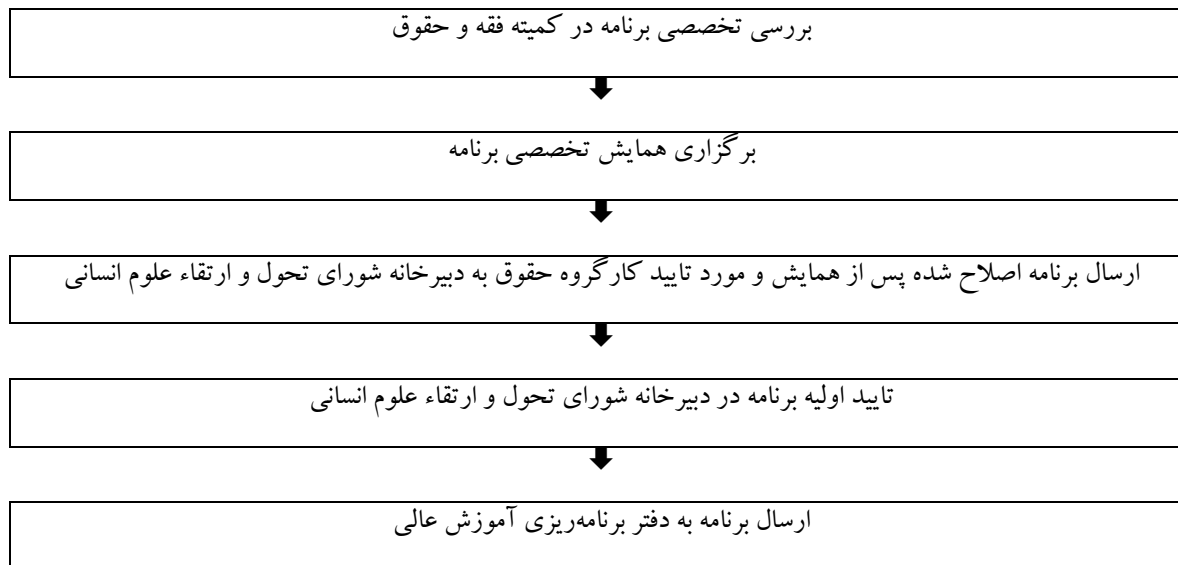 بررسی تخصصی برنامه در کمیته فقه و حقوق
برگزاری همایش تخصصی برنامه
ارسال برنامه اصلاح شده پس از همایش و مورد تایید کارگروه حقوق به دبیرخانه شورای تحول و ارتقاء علوم انسانی
تایید اولیه برنامه در دبیرخانه شورای تحول و ارتقاء علوم انسانی
ارسال برنامه به دفتر برنامه‌ریزی آموزش عالی